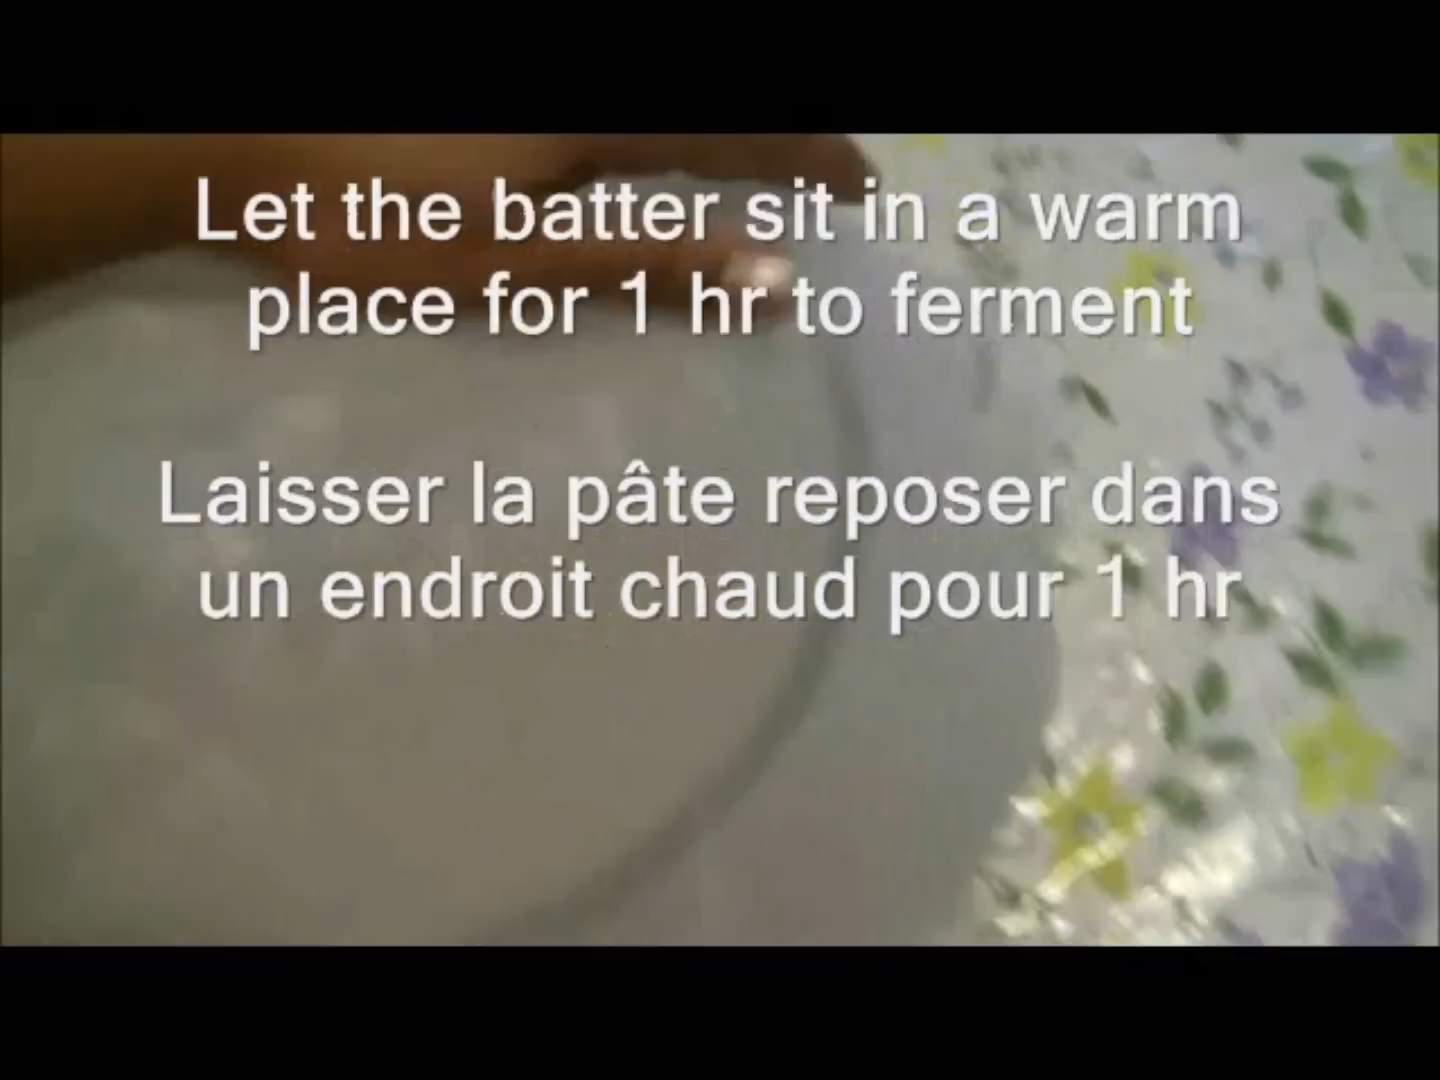 Let the batter sit in a warm
place for 1 hr to ferment
Laisser la pâte reposer dans
un endroit chaud pour 1 hr